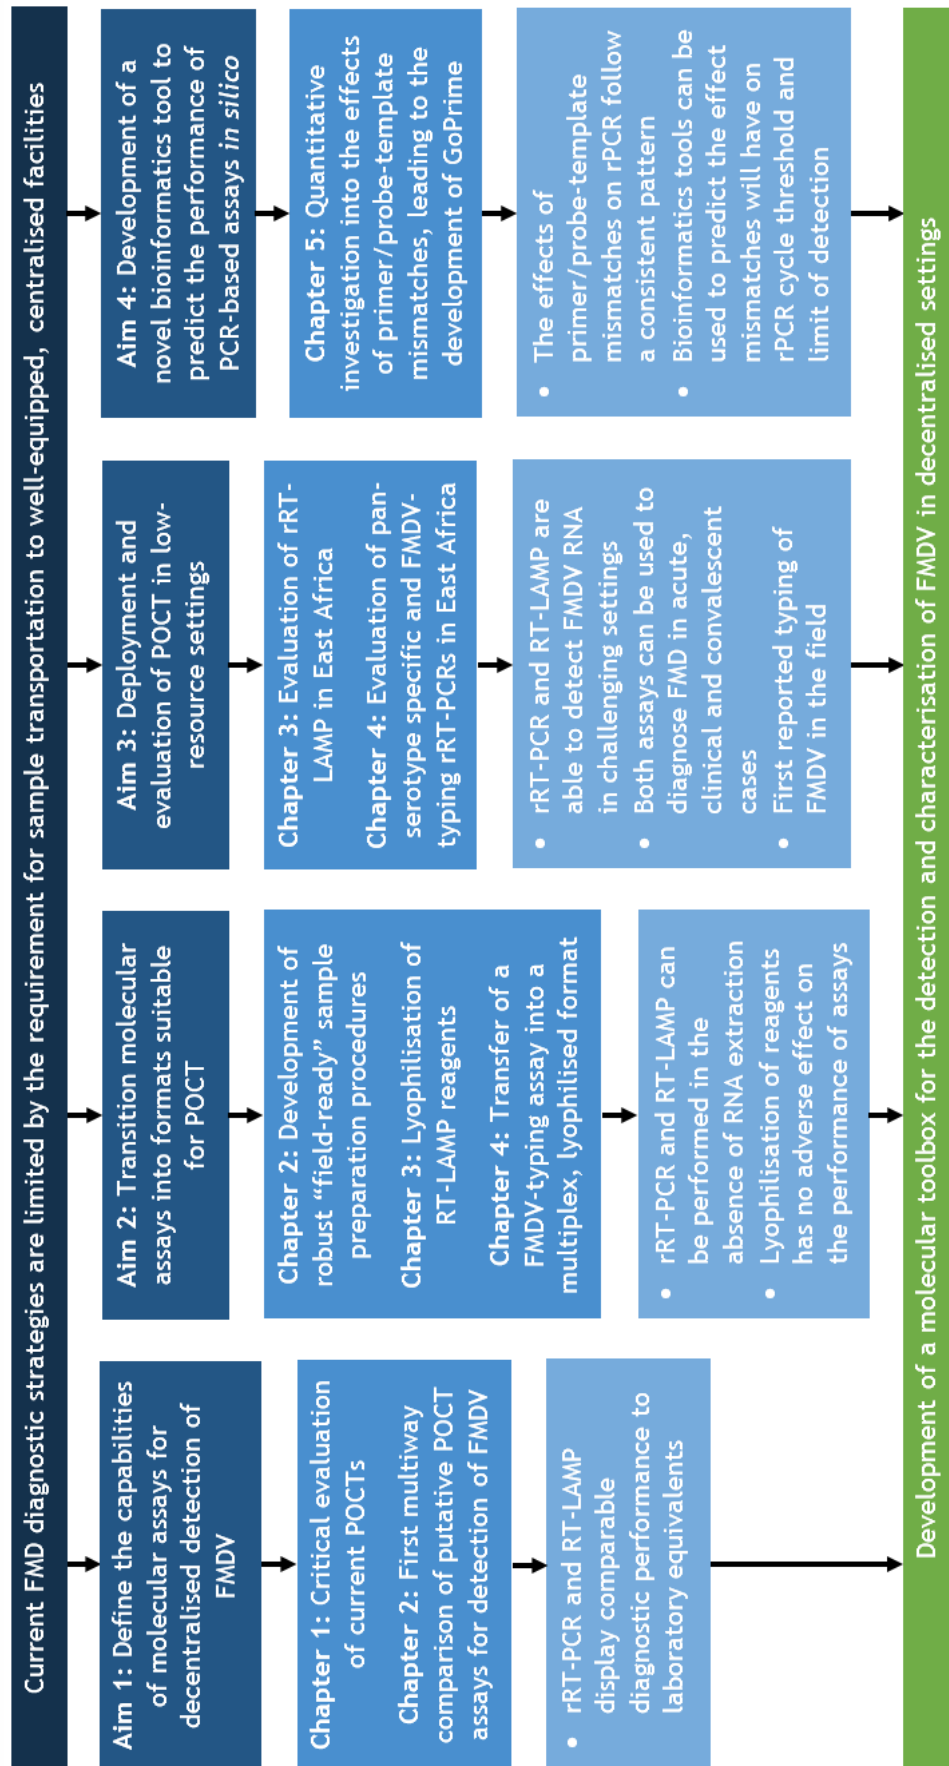 Current FMD diagnostic strategies are limited by the requirement for sample transportation to well-equipped, centralised facilities
Aim 1: Define the capabilities
of molecular assays for
decentralised detection of
FMDV
Chapter 1: Critical evaluation
of current POCTs
Chapter 2: First multiway
comparison of putative POCT
assays for detection of FMDV
• rRT-PCR and RT-LAMP
display comparable
diagnostic performance to
laboratory equivalents
Aim 2: Transition molecular
assays into formats suitable
for POCT
Chapter 2: Development of
robust “field-ready” sample
preparation procedures
Chapter 3: Lyophilisation of
RT-LAMP reagents
Chapter 4: Transfer of a
FMDV-typing assay into a
multiplex, lyophilised format
• rRT-PCR and RT-LAMP can
be performed in the
absence of RNA extraction
• Lyophilisation of reagents
has no adverse effect on
the performance of assays
Aim 3: Deployment and
evaluation of POCT in low-
resource settings
Chapter 3: Evaluation of rRT-
LAMP in East Africa
Chapter 4: Evaluation of pan-
serotype specific and FMDV-
typing rRT-PCRs in East Africa
• rRT-PCR and RT-LAMP are
able to detect FMDV RNA
in challenging settings
• Both assays can be used to
diagnose FMD in acute,
clinical and convalescent
cases
• First reported typing of
FMDV in the field
Aim 4: Development of a
novel bioinformatics tool to
predict the performance of
PCR-based assays in silico
Chapter 5: Quantitative
investigation into the effects
of primer/probe-template
mismatches, leading to the
development of GoPrime
• The effects of
primer/probe-template
mismatches on rPCR follow
a consistent pattern
• Bioinformatics tools can be
used to predict the effect
mismatches will have on
rPCR cycle threshold and
limit of detection
Development of a molecular toolbox for the detection and characterisation of FMDV in decentralised settings